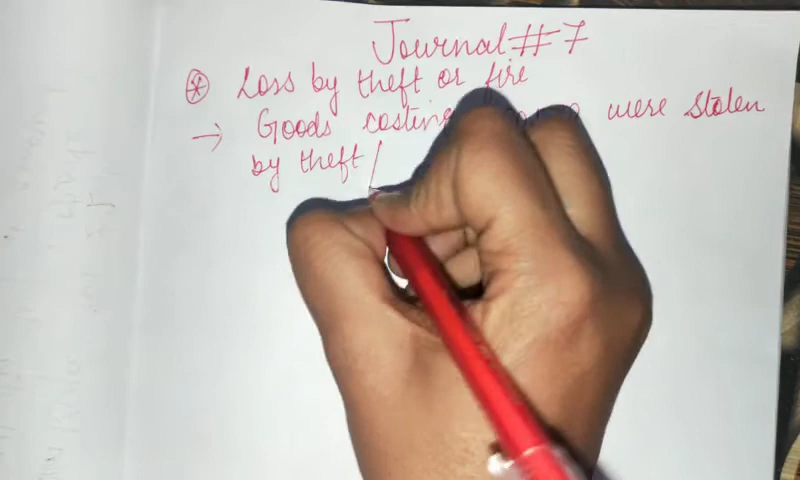 Journal #7
* Loss by theft or fire
→ Goods costing were stolen
by theft /